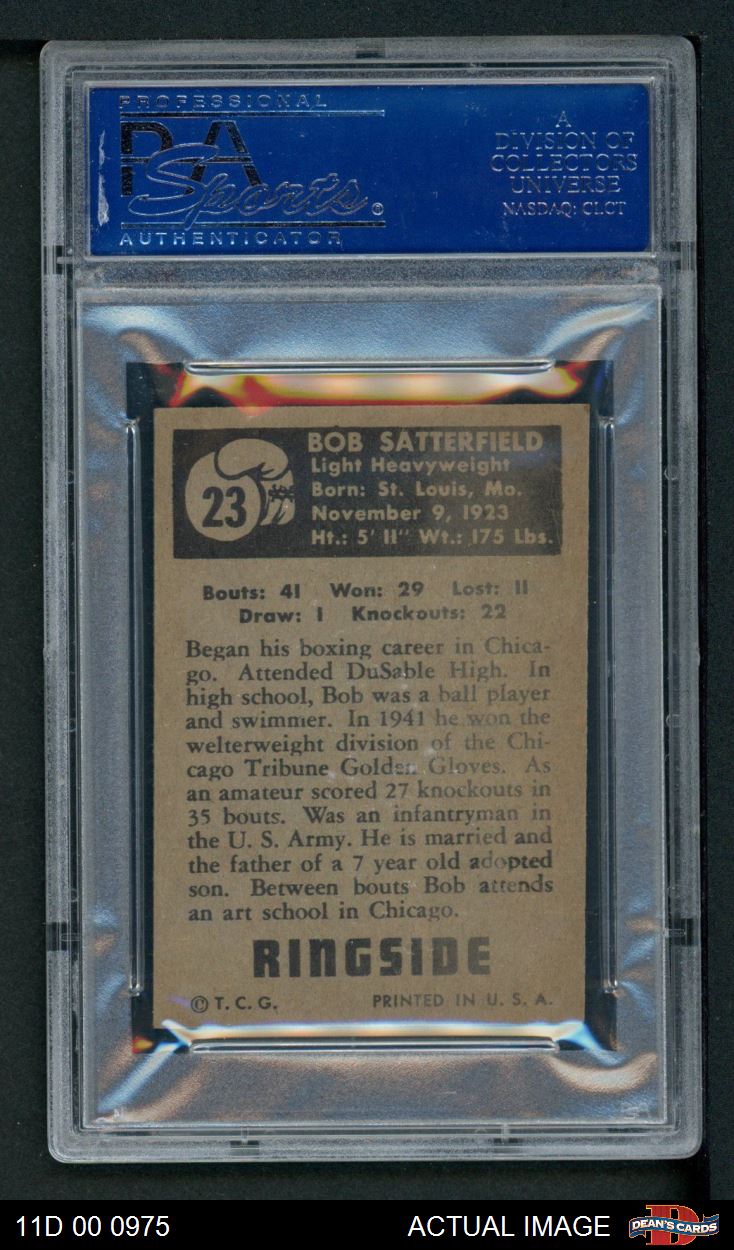 PROFESSIONAL
PSA
Sports®
AUTHENTICATOR
A
DIVISION OF
COLLECTORS
UNIVERSE
NASDAQ: CLCT
23
BOB SATTERFIELD
Light Heavyweight
Born: St. Louis, Mo.
November 9, 1923
Ht.: 5' 11" Wt.: 175 Lbs.
Bouts: 41 Won: 29 Lost: 11
Draw: 1 Knockouts: 22
Began his boxing career in Chica-
go. Attended DuSable High. In
high school, Bob was a ball player
and swimmer. In 1941 he won the
welterweight division of the Chi-
cago Tribune Golden Gloves. As
an amateur scored 27 knockouts in
35 bouts. Was an infantryman in
the U. S. Army. He is married and
the father of a 7 year old adopted
son. Between bouts Bob attends
an art school in Chicago.
RINGSIDE
© T. C. G. PRINTED IN U. S. A.
11D 00 0975 ACTUAL IMAGE DEAN'S CARDS